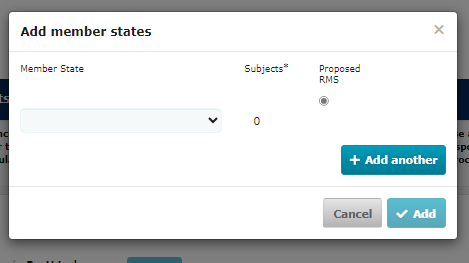 Add member states
×
Member State
Subjects*
Proposed
RMS
0
+ Add another
Cancel
✓ Add